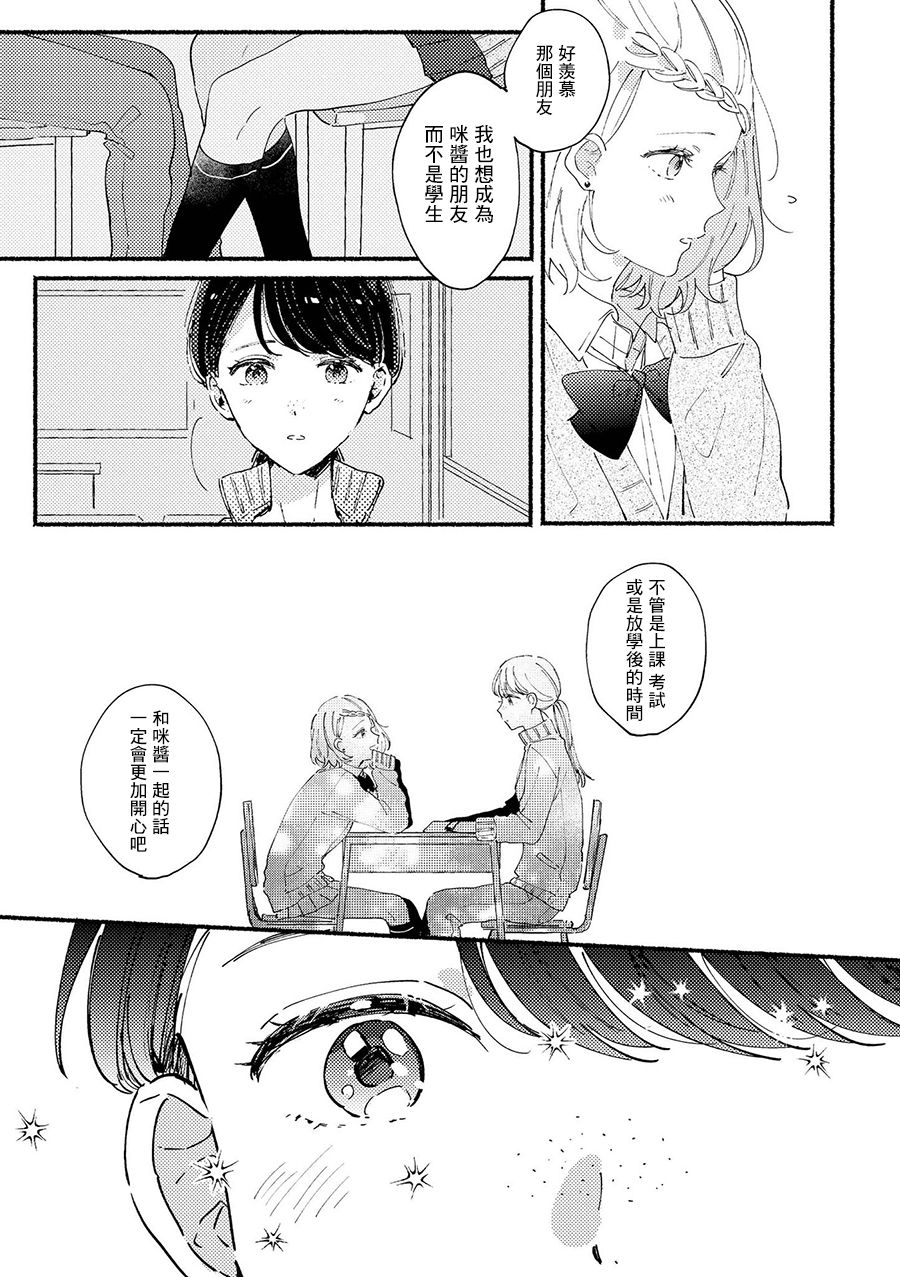 好羨慕
那個朋友
我也想成為
咪醬的朋友
而不是學生
不管是上課 考試
或是放學後的時間
和咪醬一起的話
一定會更加開心吧